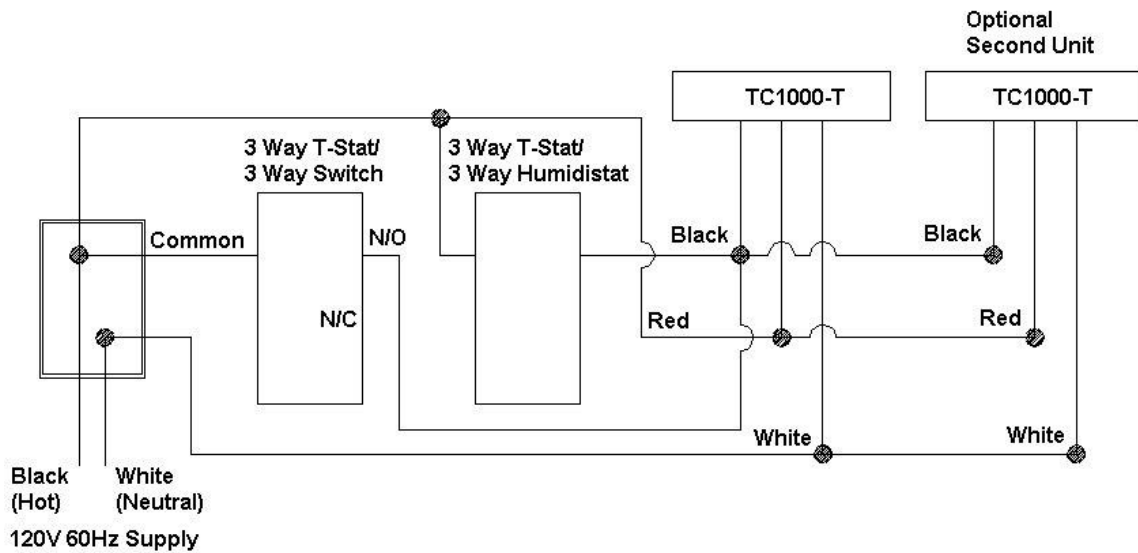 Optional
Second Unit
TC1000-T
TC1000-T
3 Way T-Stat/
3 Way Switch
3 Way T-Stat/
3 Way Humidistat
Common
N/O
Black
Black
N/C
Red
Red
White
White
Black
(Hot)
White
(Neutral)
120V 60Hz Supply